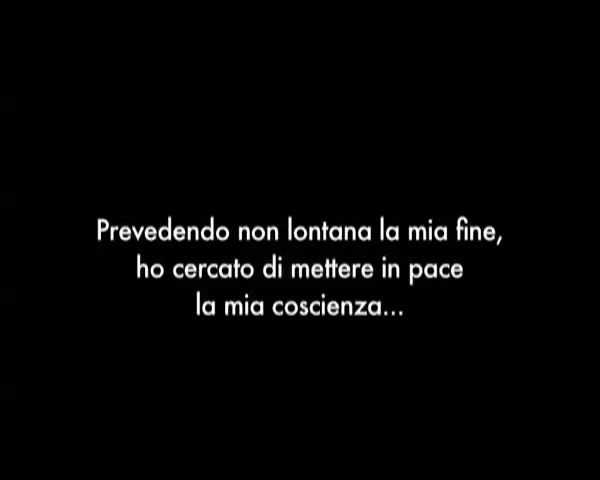 Prevedendo non lontana la mia fine,
ho cercato di mettere in pace
la mia coscienza...